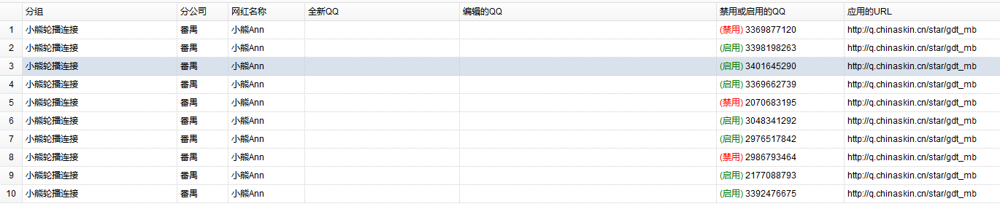 分组 分公司 网红名称 全新QQ 编辑的QQ 禁用或启用的QQ 应用的URL
1 小熊轮播连接 番禺 小熊Ann (禁用) 3369877120 http://q.chinaskin.cn/star/gdt_mb
2 小熊轮播连接 番禺 小熊Ann (启用) 3398198263 http://q.chinaskin.cn/star/gdt_mb
3 小熊轮播连接 番禺 小熊Ann (启用) 3401645290 http://q.chinaskin.cn/star/gdt_mb
4 小熊轮播连接 番禺 小熊Ann (启用) 3369662739 http://q.chinaskin.cn/star/gdt_mb
5 小熊轮播连接 番禺 小熊Ann (禁用) 2070683195 http://q.chinaskin.cn/star/gdt_mb
6 小熊轮播连接 番禺 小熊Ann (启用) 3048341292 http://q.chinaskin.cn/star/gdt_mb
7 小熊轮播连接 番禺 小熊Ann (启用) 2976517842 http://q.chinaskin.cn/star/gdt_mb
8 小熊轮播连接 番禺 小熊Ann (禁用) 2986793464 http://q.chinaskin.cn/star/gdt_mb
9 小熊轮播连接 番禺 小熊Ann (启用) 2177088793 http://q.chinaskin.cn/star/gdt_mb
10 小熊轮播连接 番禺 小熊Ann (启用) 3392476675 http://q.chinaskin.cn/star/gdt_mb